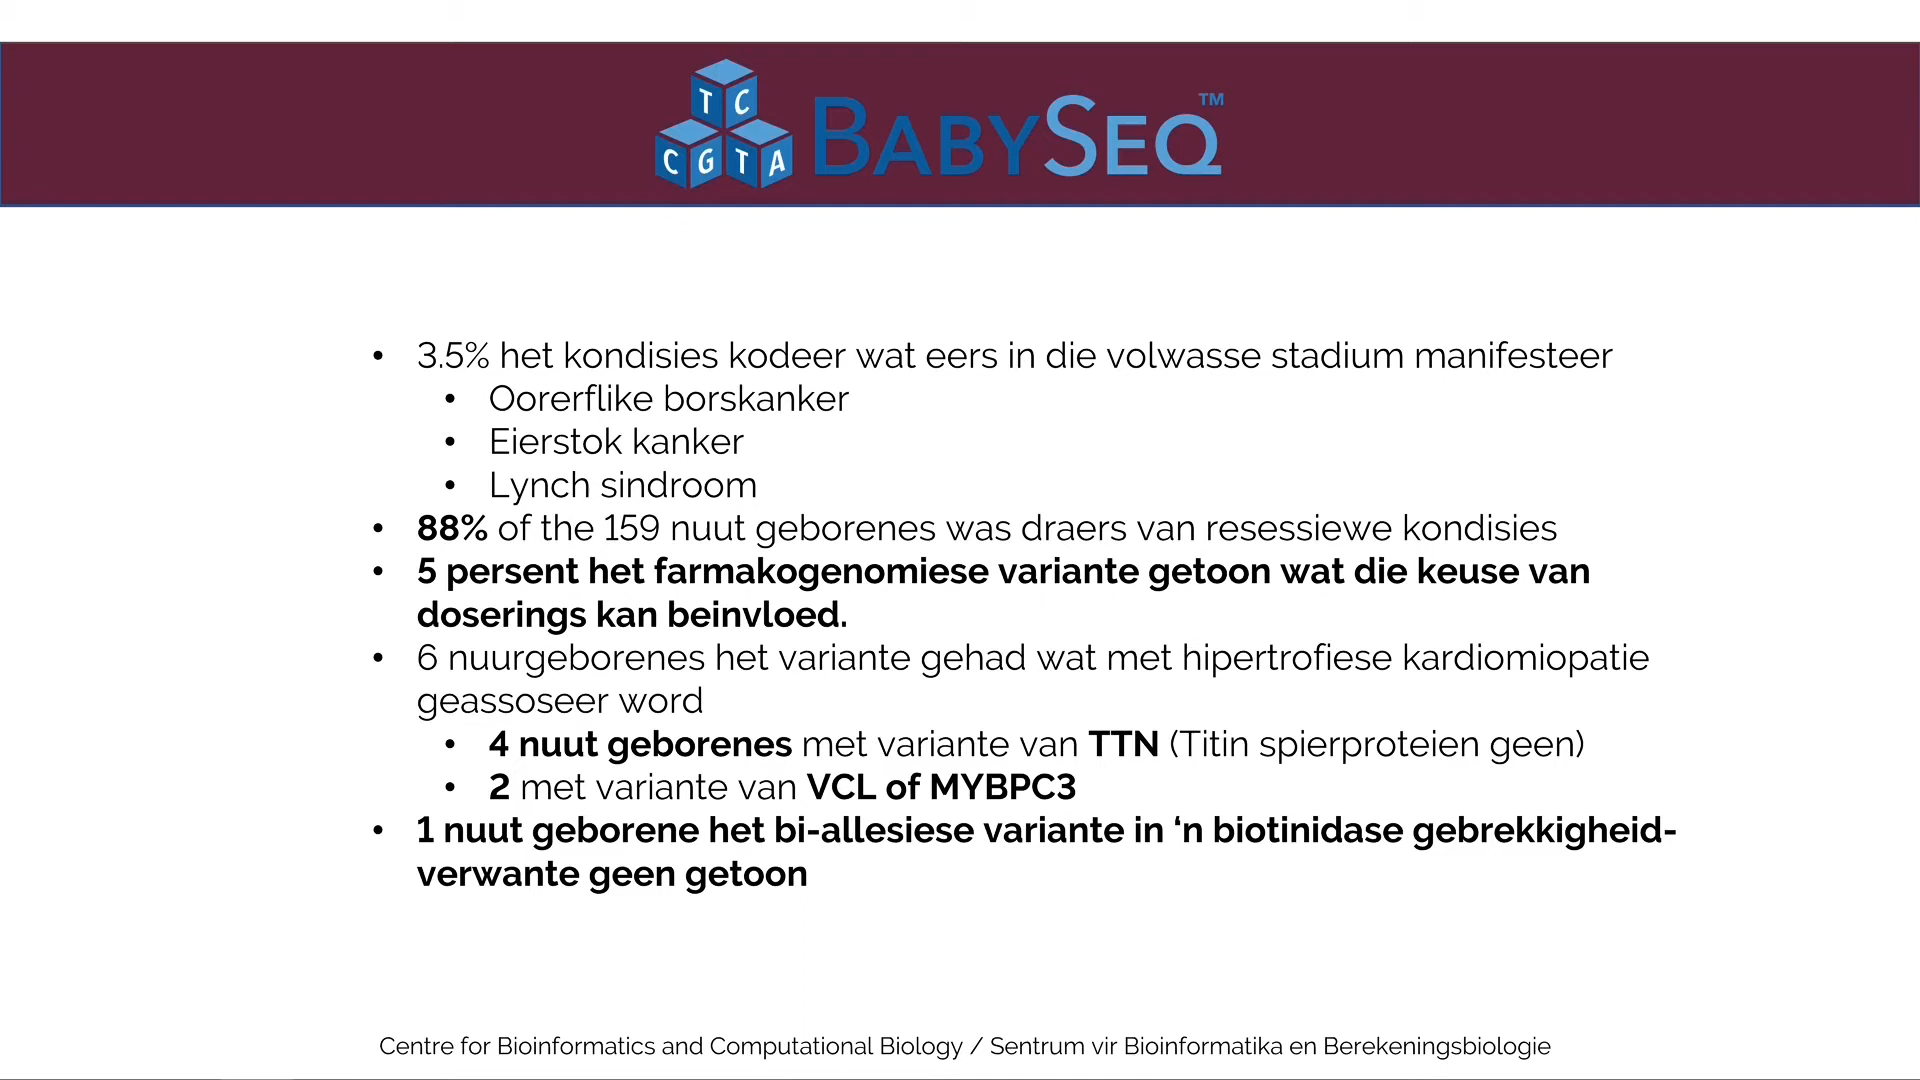 T C
C G T A
BABYSEQ™
• 3.5% het kondisies kodeer wat eers in die volwasse stadium manifesteer
• Oorerflike borskanker
• Eierstok kanker
• Lynch sindroom
• 88% of the 159 nuut geborenes was draers van resessiewe kondisies
• 5 persent het farmakogenomiese variante getoon wat die keuse van
doserings kan beinvloed.
• 6 nuurgeborenes het variante gehad wat met hipertrofiese kardiomiopatie
geassoseer word
• 4 nuut geborenes met variante van TTN (Titin spierproteien geen)
• 2 met variante van VCL of MYBPC3
• 1 nuut geborene het bi-allesiese variante in ‘n biotinidase gebrekkigheid-
verwante geen getoon
Centre for Bioinformatics and Computational Biology / Sentrum vir Bioinformatika en Berekeningsbiologie